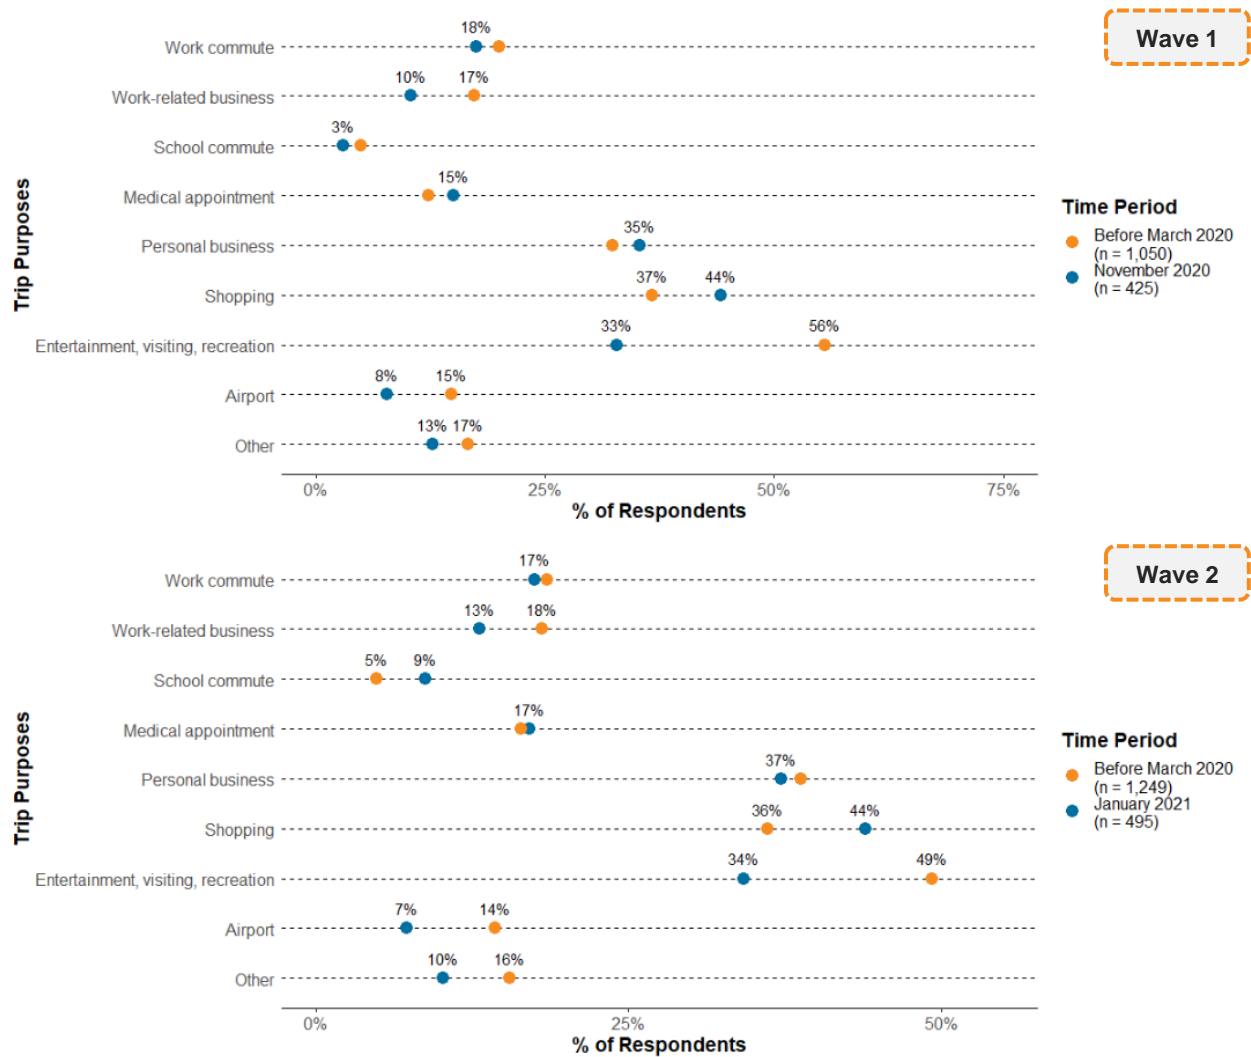 Wave 1
18%
Work commute
10% 17%
Work-related business
3%
School commute
15%
Medical appointment
35%
Personal business
37% 44%
Shopping
33% 56%
Entertainment, visiting, recreation
8% 15%
Airport
13% 17%
Other
0% 25% 50% 75%
% of Respondents
Trip Purposes
Time Period
Before March 2020
(n = 1,050)
November 2020
(n = 425)
Wave 2
17%
Work commute
13% 18%
Work-related business
5% 9%
School commute
17%
Medical appointment
37%
Personal business
36% 44%
Shopping
34% 49%
Entertainment, visiting, recreation
7% 14%
Airport
10% 16%
Other
0% 25% 50%
% of Respondents
Trip Purposes
Time Period
Before March 2020
(n = 1,249)
January 2021
(n = 495)